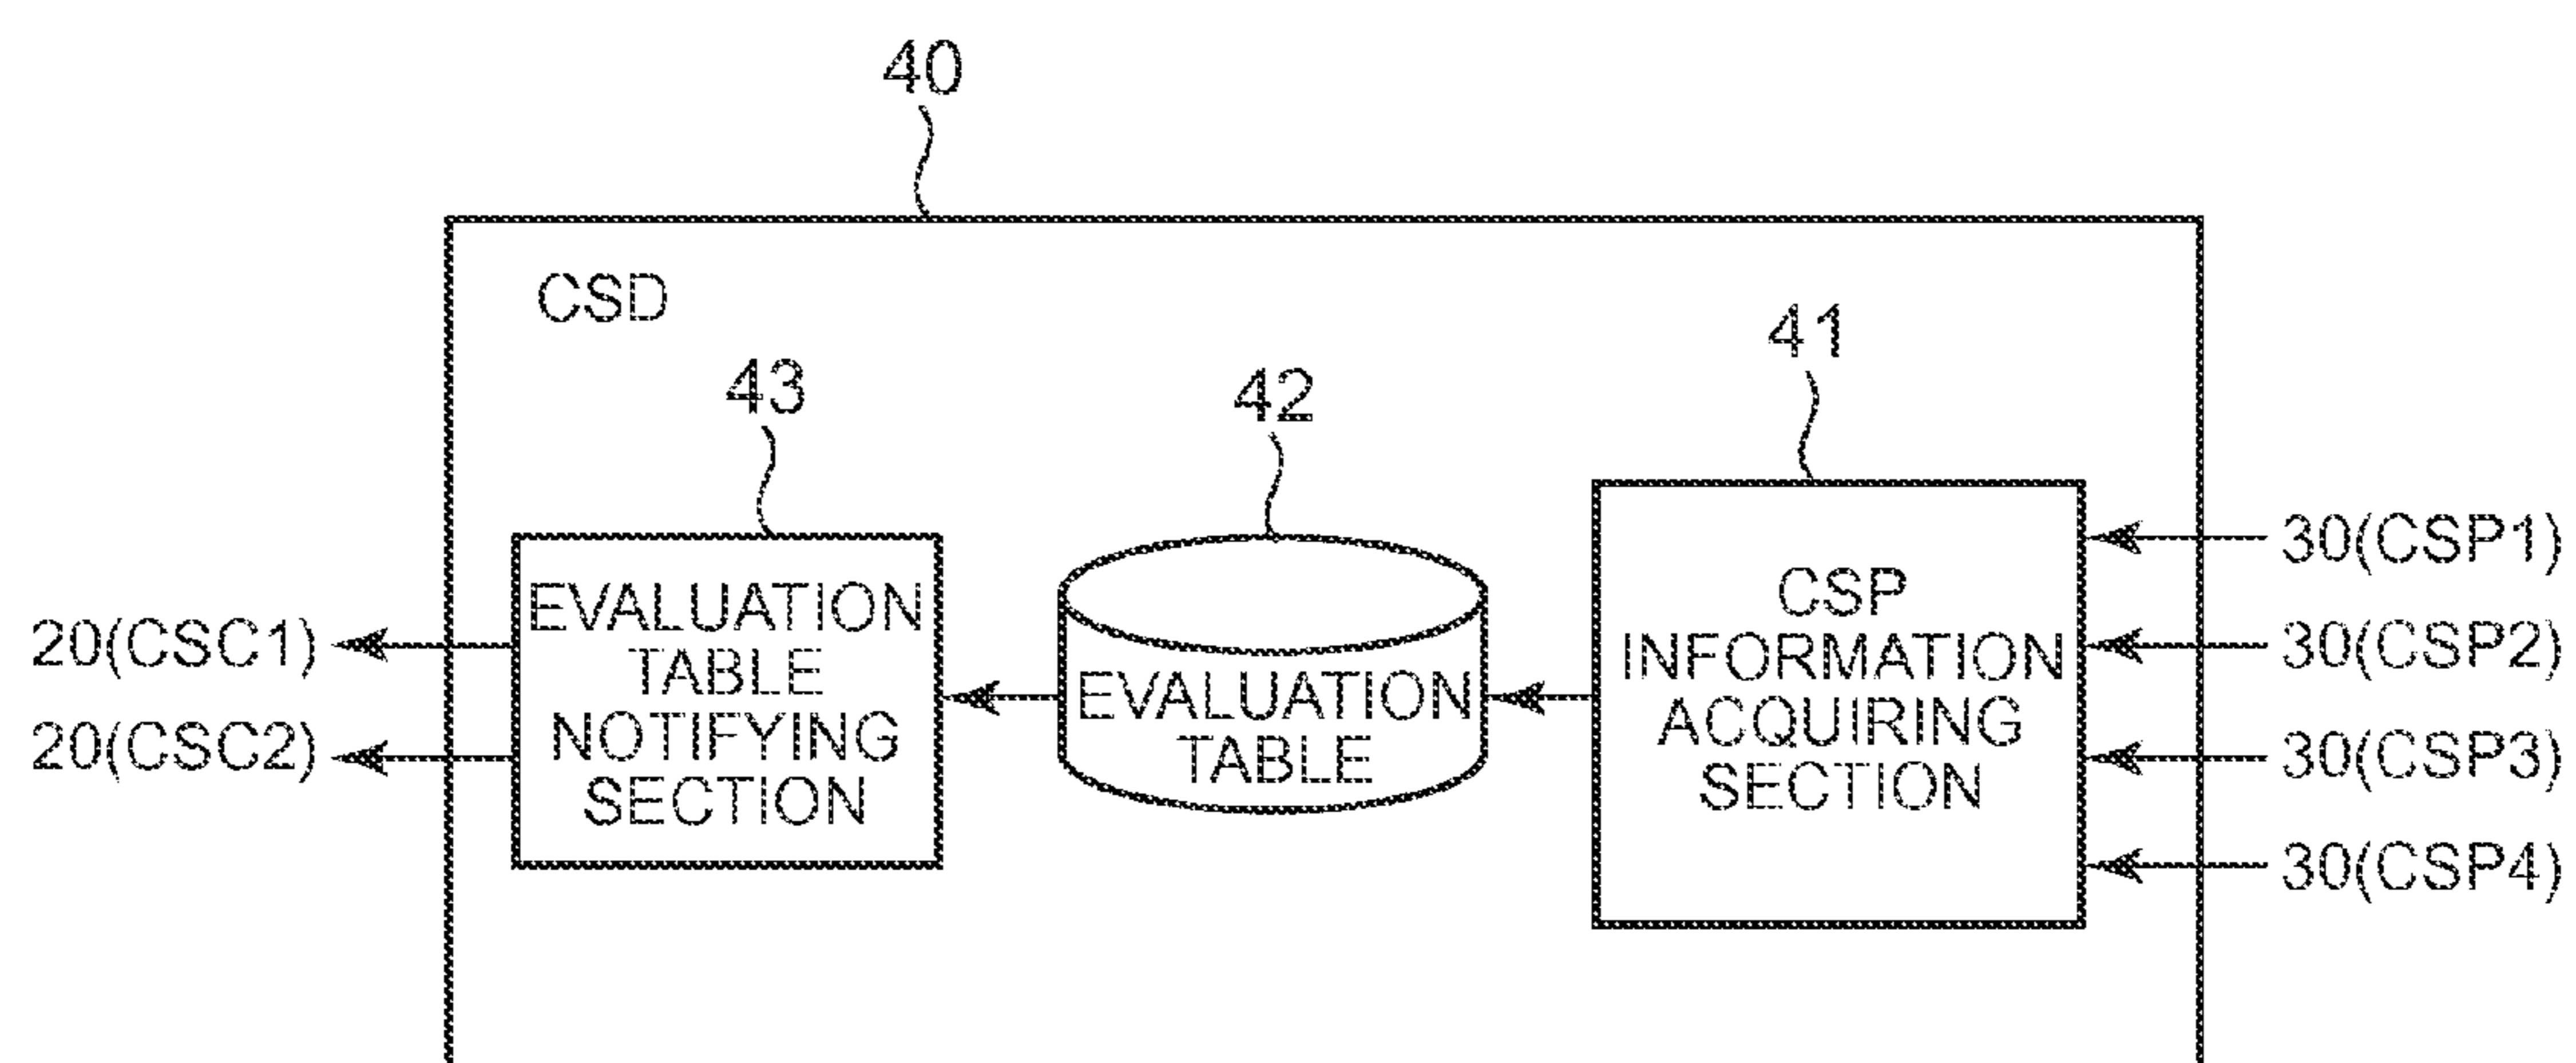 40
CSD
41
43
42
30(CSP1)
CSP
EVALUATION
20(CSC1)
30(CSP2)
INFORMATION
TABLE
EVALUATION
ACQUIRING
NOTIFYING
20(CSC2)
30(CSP3)
TABLE
SECTION
SECTION
30(CSP4)